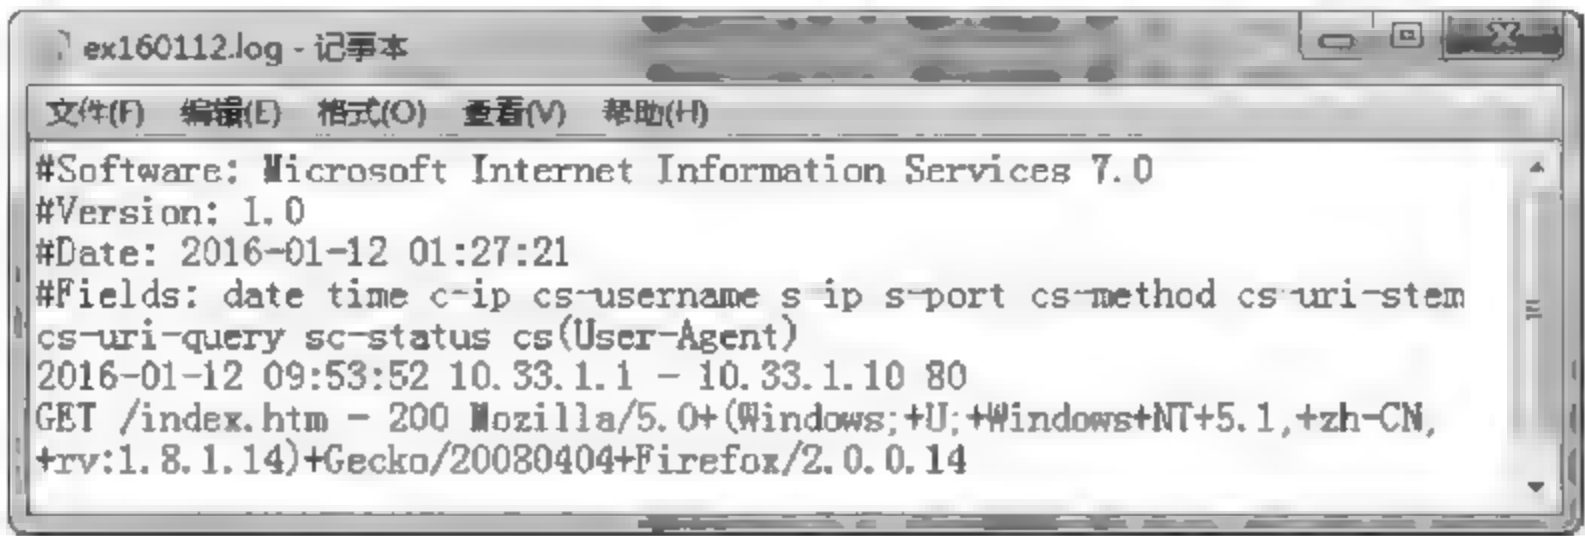 ex160112.log - 记事本
文件(F) 编辑(E) 格式(O) 查看(V) 帮助(H)
#Software: Microsoft Internet Information Services 7.0
#Version: 1.0
#Date: 2016-01-12 01:27:21
#Fields: date time c-ip cs-username s-ip s-port cs-method cs-uri-stem
cs-uri-query sc-status cs(User-Agent)
2016-01-12 09:53:52 10.33.1.1 - 10.33.1.10 80
GET /index.htm - 200 Mozilla/5.0+(Windows;+U;+Windows+NT+5.1,+zh-CN,
+rv:1.8.1.14)+Gecko/20080404+Firefox/2.0.0.14